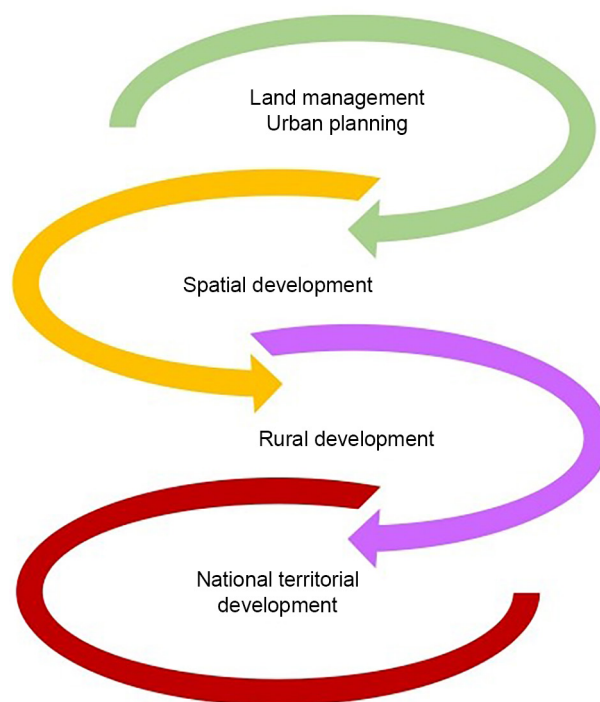 Land management
Urban planning
Spatial development
Rural development
National territorial
development